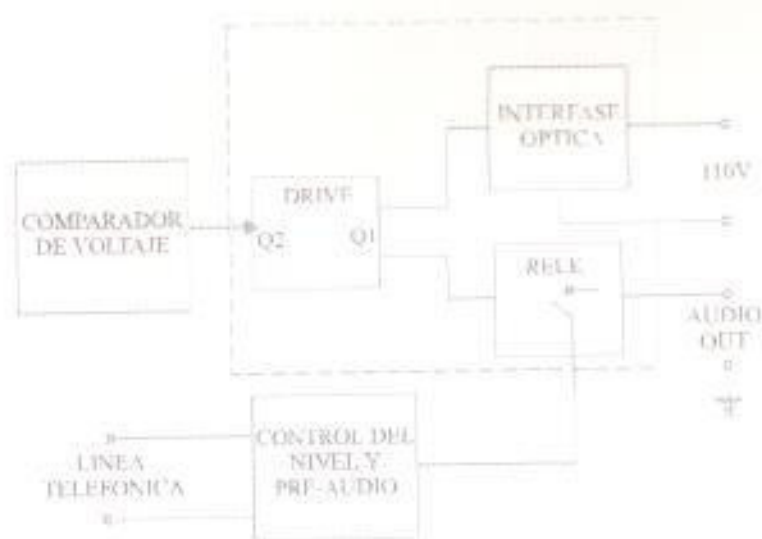 INTERFASE
OPTICA
110V
DRIVE
COMPARADOR
DE VOLTAJE
Q2
Q1
RELE
AUDIO
OUT
CONTROL DEL
NIVEL Y
PRE-AUDIO
LINEA
TELEFONICA